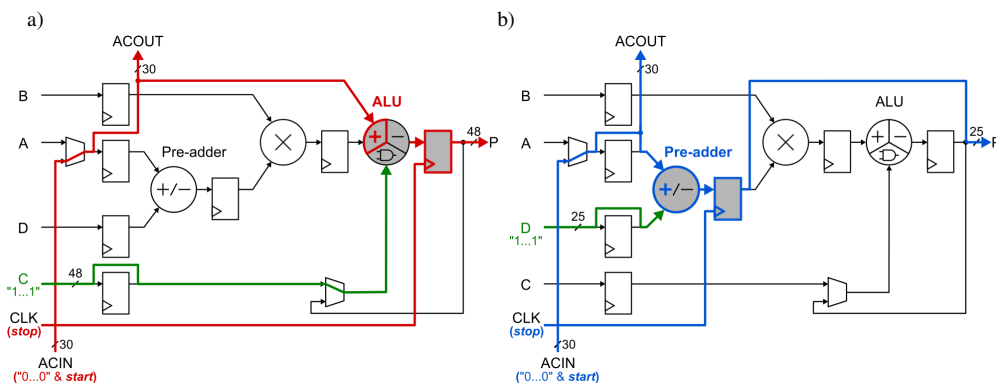 a)
ACOUT
30
B
ALU
A
48
P
Pre-adder
+
−
×
+/−
D
C
48
"1...1"
CLK
(stop)
30
ACIN
("0...0" & start)
b)
ACOUT
30
B
ALU
25
A
P
Pre-adder
+
−
×
+/−
D
25
"1...1"
C
CLK
(stop)
30
ACIN
("0...0" & start)